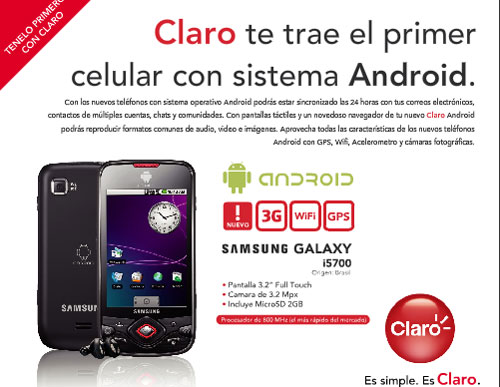 TENELO PRIMERO
CON CLARO
Claro te trae el primer
celular con sistema Android.
Con los nuevos teléfonos con sistema operativo Android podrás estar sincronizado las 24 horas con tus correos electrónicos,
contactos de múltiples cuentas, chats y comunidades. Con pantallas táctiles y un novedoso navegador de tu nuevo Claro Android
podrás reproducir formatos comunes de audio, video e imágenes. Aprovecha todas las características de los nuevos teléfonos
Android con GPS, Wifi, Acelerometro y cámaras fotográficas.
ANDROID
! NUEVO 3G WiFi GPS
SAMSUNG GALAXY
i5700
Origen: Brasil
• Pantalla 3.2" Full Touch
• Camara de 3.2 Mpx
• Incluye MicroSD 2GB
Procesador de 800 MHz (el más rápido del mercado)
SAMSUNG
SAMSUNG
Claro
Es simple. Es Claro.